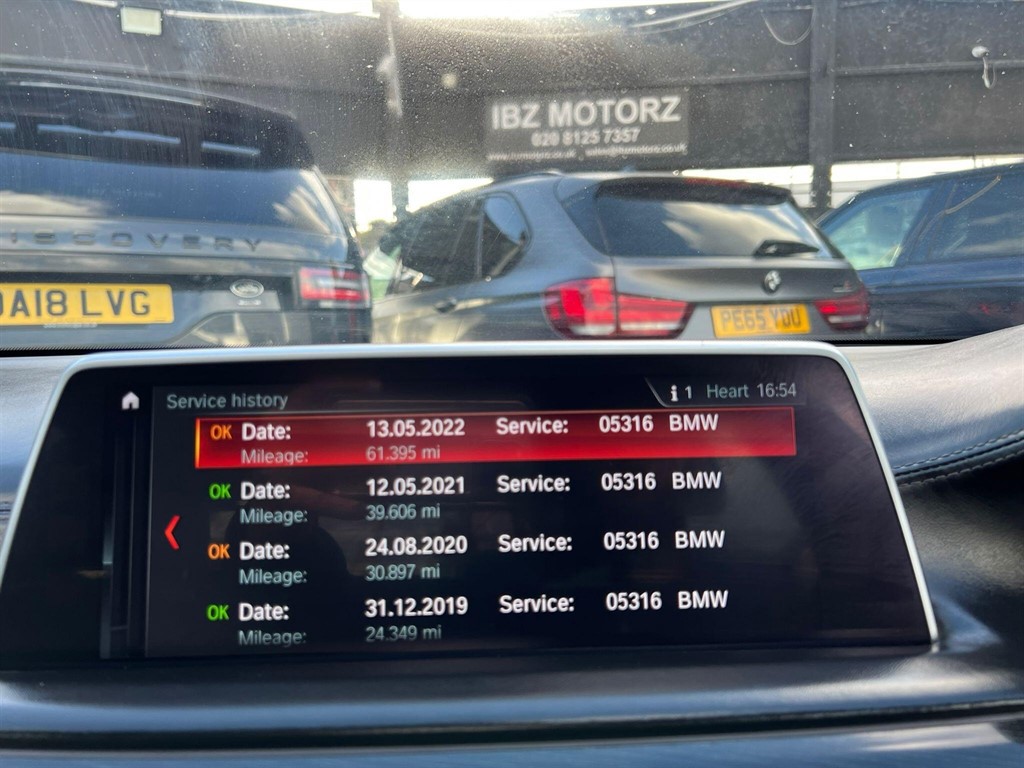 IBZ MOTORZ
020 8125 7357
DISCOVERY
DA18 LVG
PE65 YDU
Service history
1 Heart 16:54
OK Date: 13.05.2022 Service: 05316 BMW
Mileage: 61.395 mi
OK Date: 12.05.2021 Service: 05316 BMW
Mileage: 39.606 mi
OK Date: 24.08.2020 Service: 05316 BMW
Mileage: 30.897 mi
OK Date: 31.12.2019 Service: 05316 BMW
Mileage: 24.349 mi